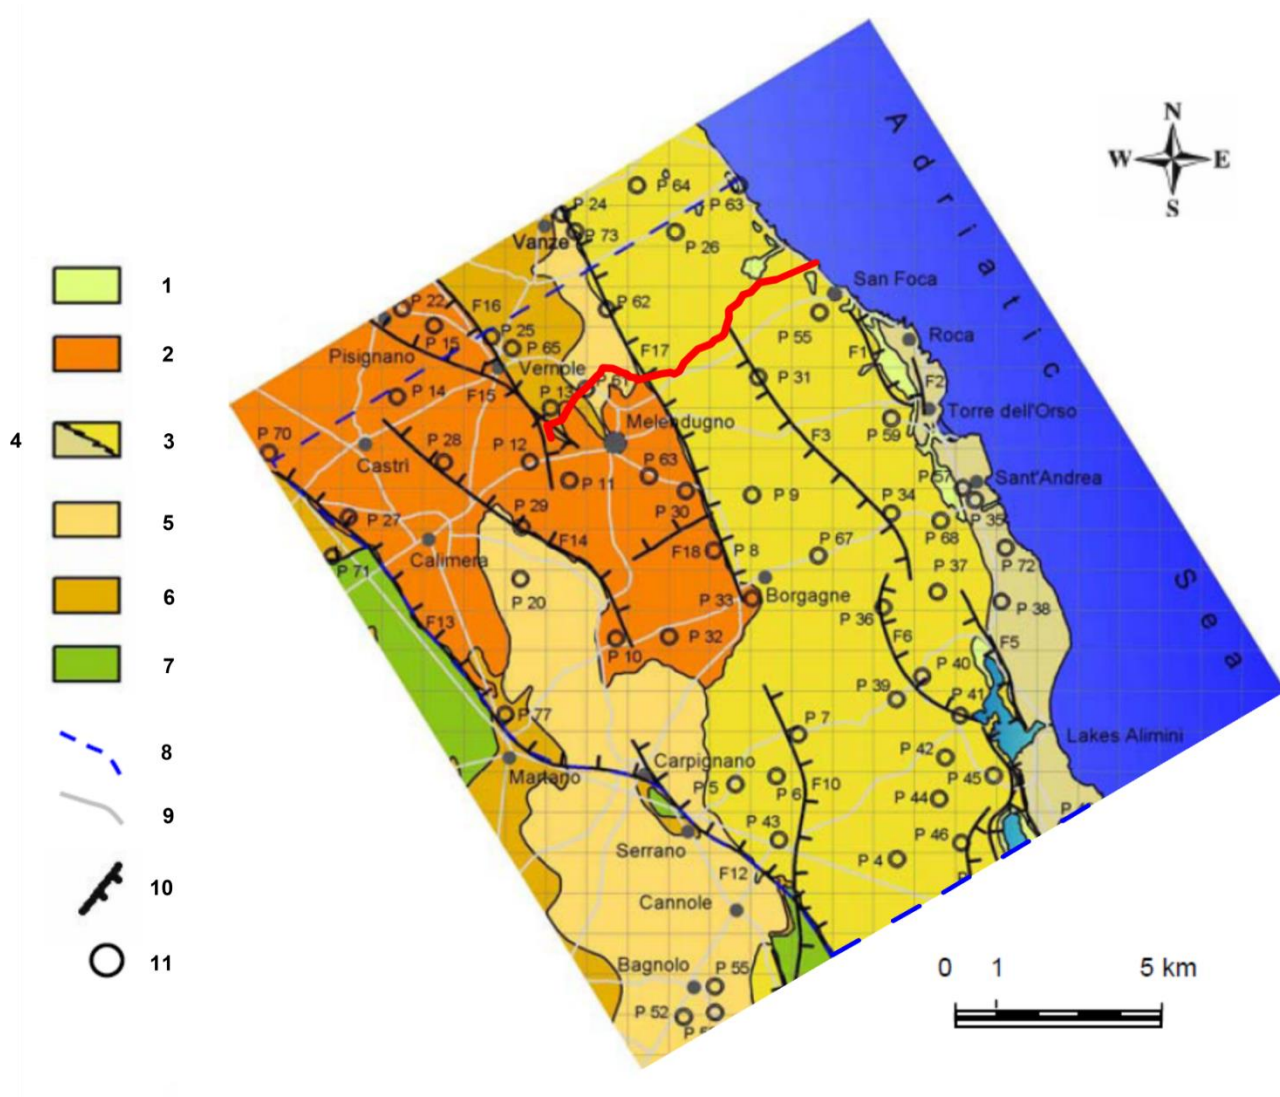 N
W E
S
Adriatic Sea
P 24
P 64
P 63
P 73
Vanze
P 26
San Foca
P 22
F16
P 62
P 25
P 15
P 65
P 55
Roca
Pisignano
F17
F1
Vernole
P 31
F2
P 14
F15
P 13
P 61
Melendugno
Torre dell'Orso
P 70
P 28
P 12
F3
P 59
Castrì
P 63
P 57
Sant'Andrea
P 11
P 9
P 34
P 35
P 27
P 29
P 30
P 68
F14
F18
P 8
P 67
Calimera
P 72
P 71
P 37
P 20
P 33
Borgagne
P 38
F13
P 36
F6
F5
P 32
P 10
P 40
P 39
P 41
P 77
P 7
Lakes Alimini
P 42
Martano
Carpignano
P 45
P 5
P 6
F10
P 44
P 43
P 46
Serrano
P 4
F12
Cannole
Bagnolo
P 55
P 52
1
2
4 3
5
6
7
8
9
10
11
0 1 5 km